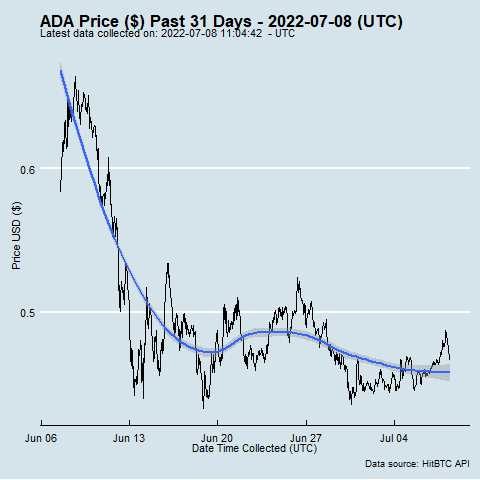 ADA Price ($) Past 31 Days - 2022-07-08 (UTC)
Latest data collected on: 2022-07-08 11:04:42 - UTC
0.6
Price USD ($)
0.5
Jun 06 Jun 13 Jun 20 Jun 27 Jul 04
Date Time Collected (UTC)
Data source: HitBTC API